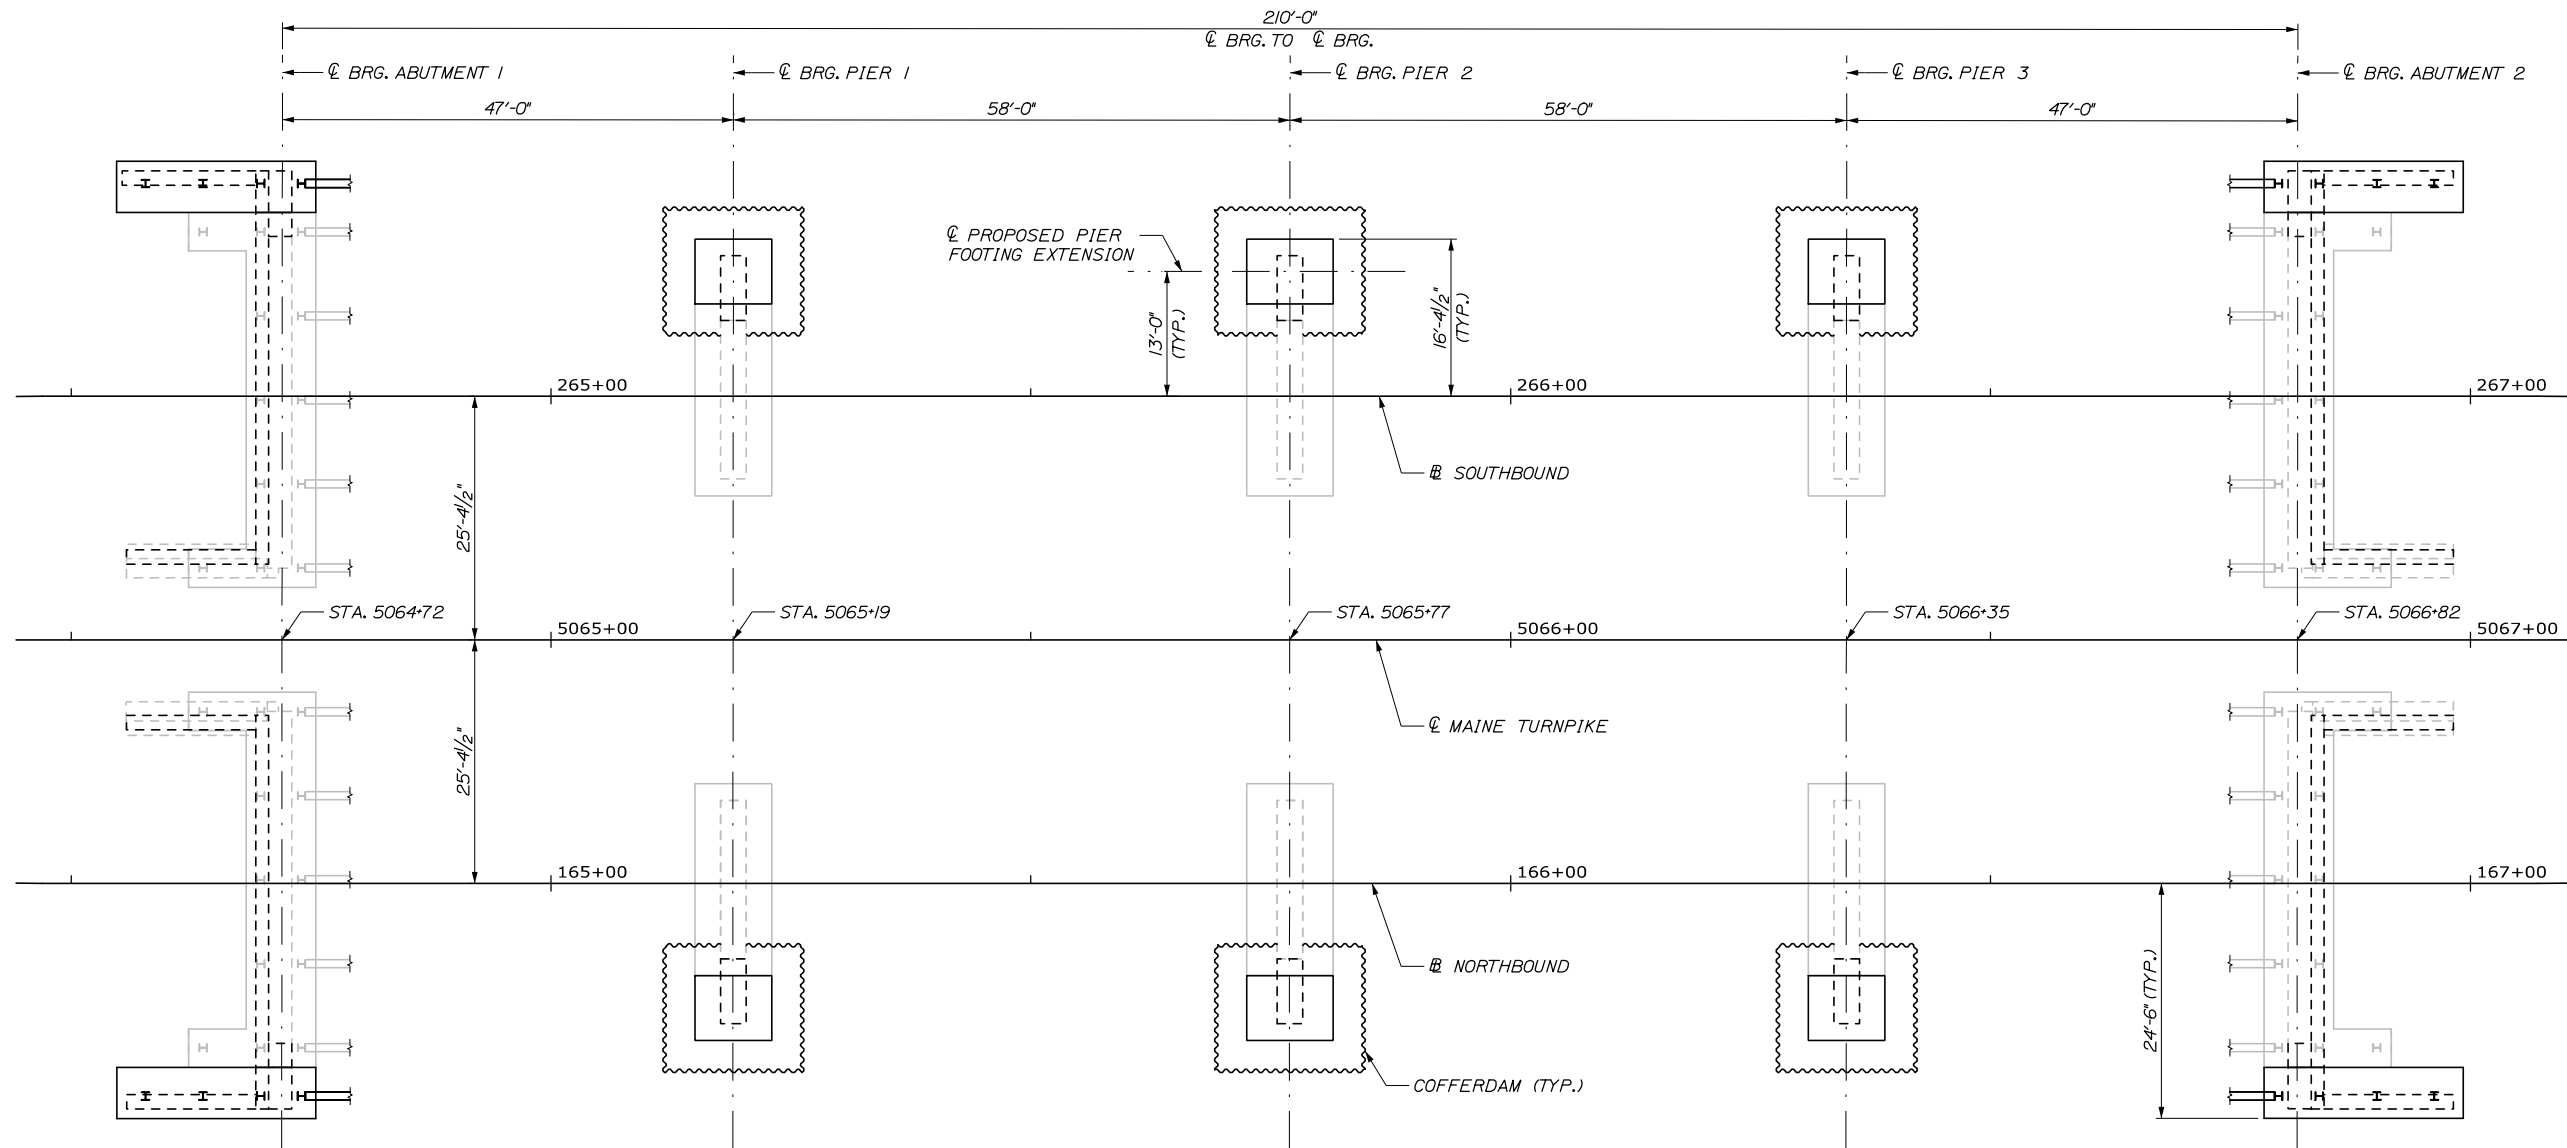 210'-0"
℄ BRG. TO ℄ BRG.
℄ BRG. ABUTMENT 1
℄ BRG. PIER 1
℄ BRG. PIER 2
℄ BRG. PIER 3
℄ BRG. ABUTMENT 2
47'-0"
58'-0"
58'-0"
47'-0"
℄ PROPOSED PIER
FOOTING EXTENSION
13'-0"
(TYP.)
16'-4½"
(TYP.)
265+00
266+00
267+00
25'-4½"
BL SOUTHBOUND
STA. 5064+72
STA. 5065+19
STA. 5065+77
STA. 5066+35
STA. 5066+82
5065+00
5066+00
5067+00
25'-4½"
℄ MAINE TURNPIKE
165+00
166+00
167+00
BL NORTHBOUND
24'-6" (TYP.)
COFFERDAM (TYP.)